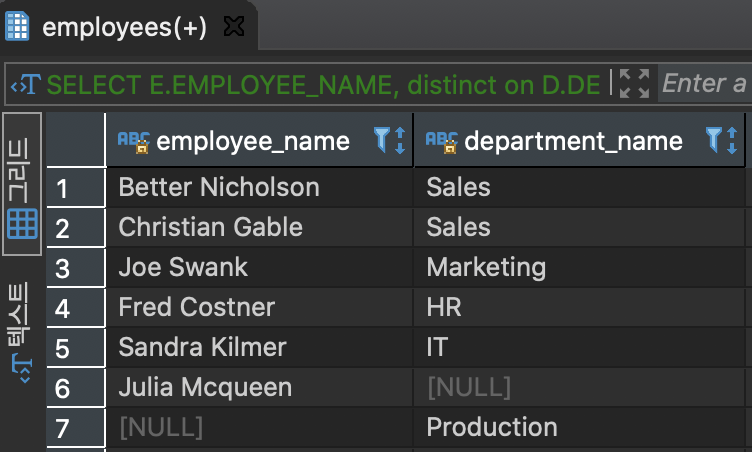 employees(+)
SELECT E.EMPLOYEE_NAME, distinct on D.DE
Enter a
그리드
텍스트
ABC employee_name ABC department_name
1 Better Nicholson Sales
2 Christian Gable Sales
3 Joe Swank Marketing
4 Fred Costner HR
5 Sandra Kilmer IT
6 Julia Mcqueen [NULL]
7 [NULL] Production